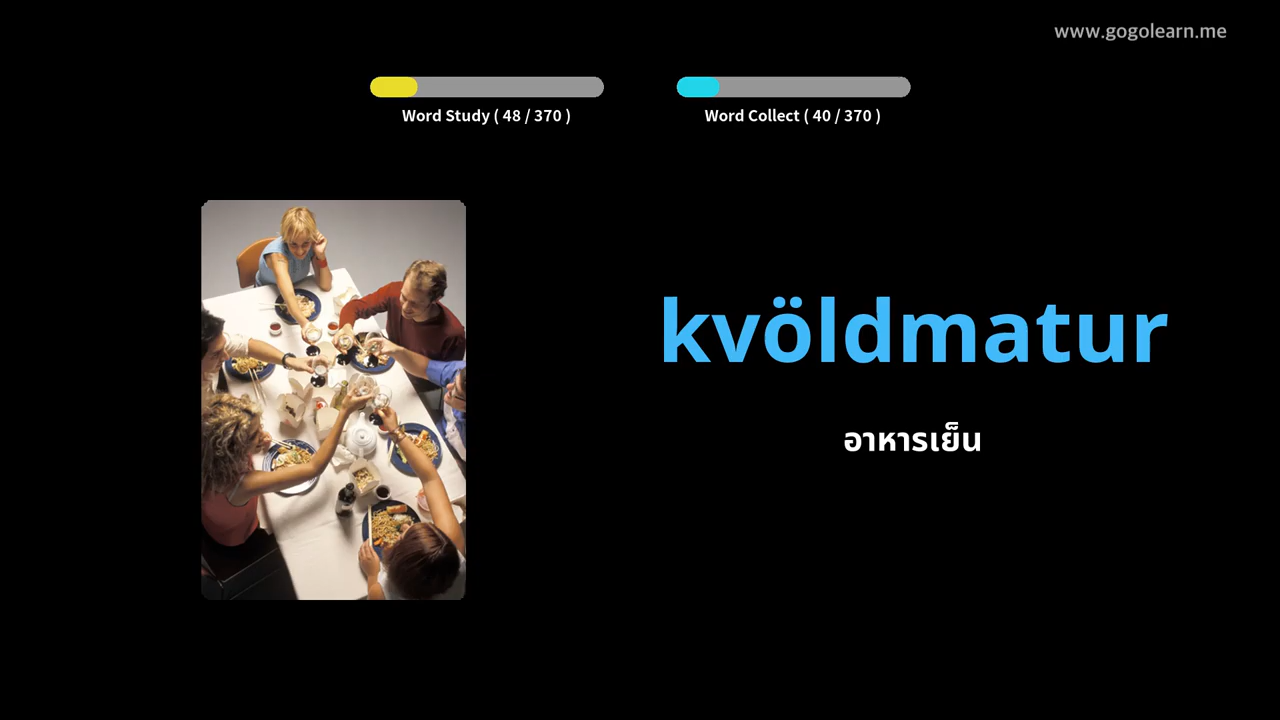 www.gogolearn.me
Word Study ( 48 / 370 )
Word Collect ( 40 / 370 )
kvöldmatur
อาหารเย็น